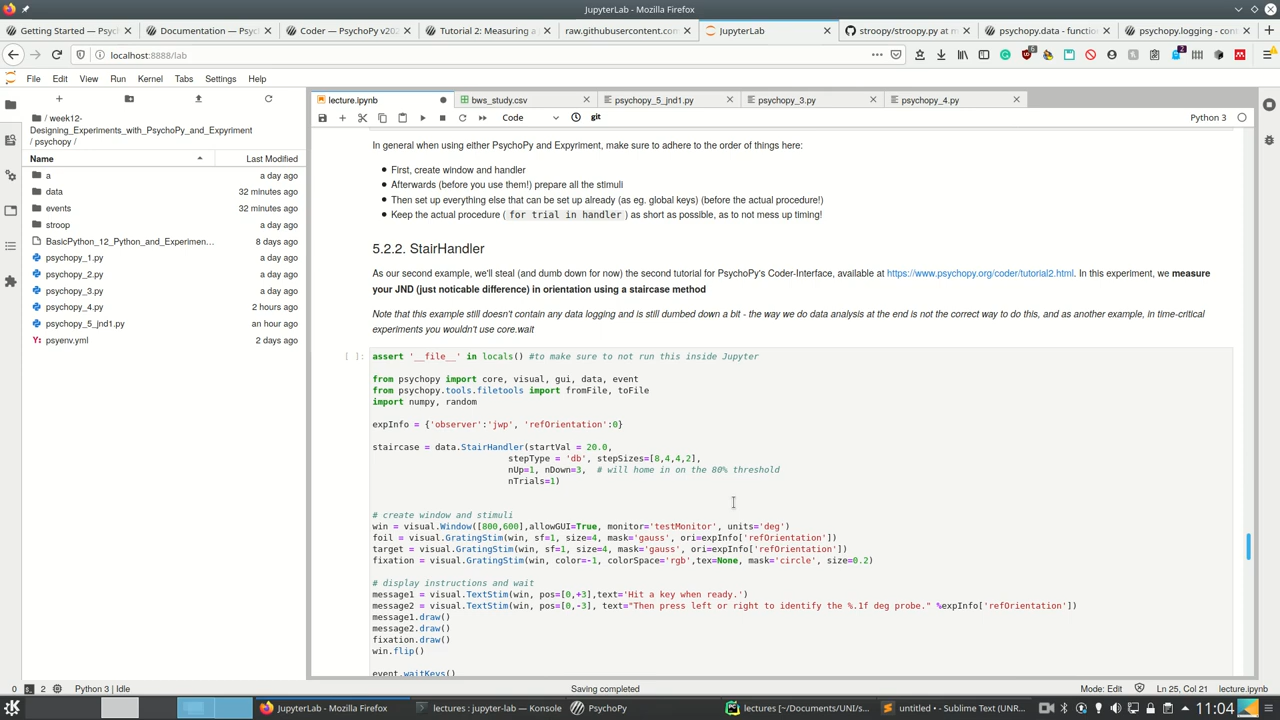 JupyterLab - Mozilla Firefox
Getting Started — Psyc
Documentation — Psyc
Coder — PsychoPy v202
Tutorial 2: Measuring a
raw.githubusercontent.com/
JupyterLab
stroopy/stroopy.py at m
psychopy.data - functio
psychopy.logging - con
localhost:8888/lab
File Edit View Run Kernel Tabs Settings Help
lecture.ipynb
bws_study.csv
psychopy_5_jnd1.py
psychopy_3.py
psychopy_4.py
Code
git
Python 3
/ week12-
Designing_Experiments_with_PsychoPy_and_Expyriment
/ psychopy /
Name Last Modified
a a day ago
data 32 minutes ago
events 32 minutes ago
stroop a day ago
BasicPython_12_Python_and_Experimen... 8 days ago
psychopy_1.py a day ago
psychopy_2.py a day ago
psychopy_3.py a day ago
psychopy_4.py 2 hours ago
psychopy_5_jnd1.py an hour ago
psyenv.yml 2 days ago
In general when using either PsychoPy and Expyriment, make sure to adhere to the order of things here:
First, create window and handler
Afterwards (before you use them!) prepare all the stimuli
Then set up everything else that can be set up already (as eg. global keys) (before the actual procedure!)
Keep the actual procedure ( for trial in handler ) as short as possible, as to not mess up timing!
5.2.2. StairHandler
As our second example, we'll steal (and dumb down for now) the second tutorial for PsychoPy's Coder-Interface, available at https://www.psychopy.org/coder/tutorial2.html. In this experiment, we measure
your JND (just noticable difference) in orientation using a staircase method
Note that this example still doesn't contain any data logging and is still dumbed down a bit - the way we do data analysis at the end is not the correct way to do this, and as another example, in time-critical
experiments you wouldn't use core.wait
[ ]: assert '__file__' in locals() #to make sure to not run this inside Jupyter
from psychopy import core, visual, gui, data, event
from psychopy.tools.filetools import fromFile, toFile
import numpy, random
expInfo = {'observer':'jwp', 'refOrientation':0}
staircase = data.StairHandler(startVal = 20.0,
stepType = 'db', stepSizes=[8,4,4,2],
nUp=1, nDown=3, # will home in on the 80% threshold
nTrials=1)
# create window and stimuli
win = visual.Window([800,600],allowGUI=True, monitor='testMonitor', units='deg')
foil = visual.GratingStim(win, sf=1, size=4, mask='gauss', ori=expInfo['refOrientation'])
target = visual.GratingStim(win, sf=1, size=4, mask='gauss', ori=expInfo['refOrientation'])
fixation = visual.GratingStim(win, color=-1, colorSpace='rgb',tex=None, mask='circle', size=0.2)
# display instructions and wait
message1 = visual.TextStim(win, pos=[0,+3],text='Hit a key when ready.')
message2 = visual.TextStim(win, pos=[0,-3], text="Then press left or right to identify the %.1f deg probe." %expInfo['refOrientation'])
message1.draw()
message2.draw()
fixation.draw()
win.flip()
event.waitKeys()
0 2 Python 3 | Idle Saving completed Mode: Edit Ln 25, Col 21 lecture.ipynb
JupyterLab - Mozilla Firefox
lectures : jupyter-lab — Konsole
PsychoPy
lectures [~/Documents/UNI/s...
untitled • - Sublime Text (UNR...
11:04